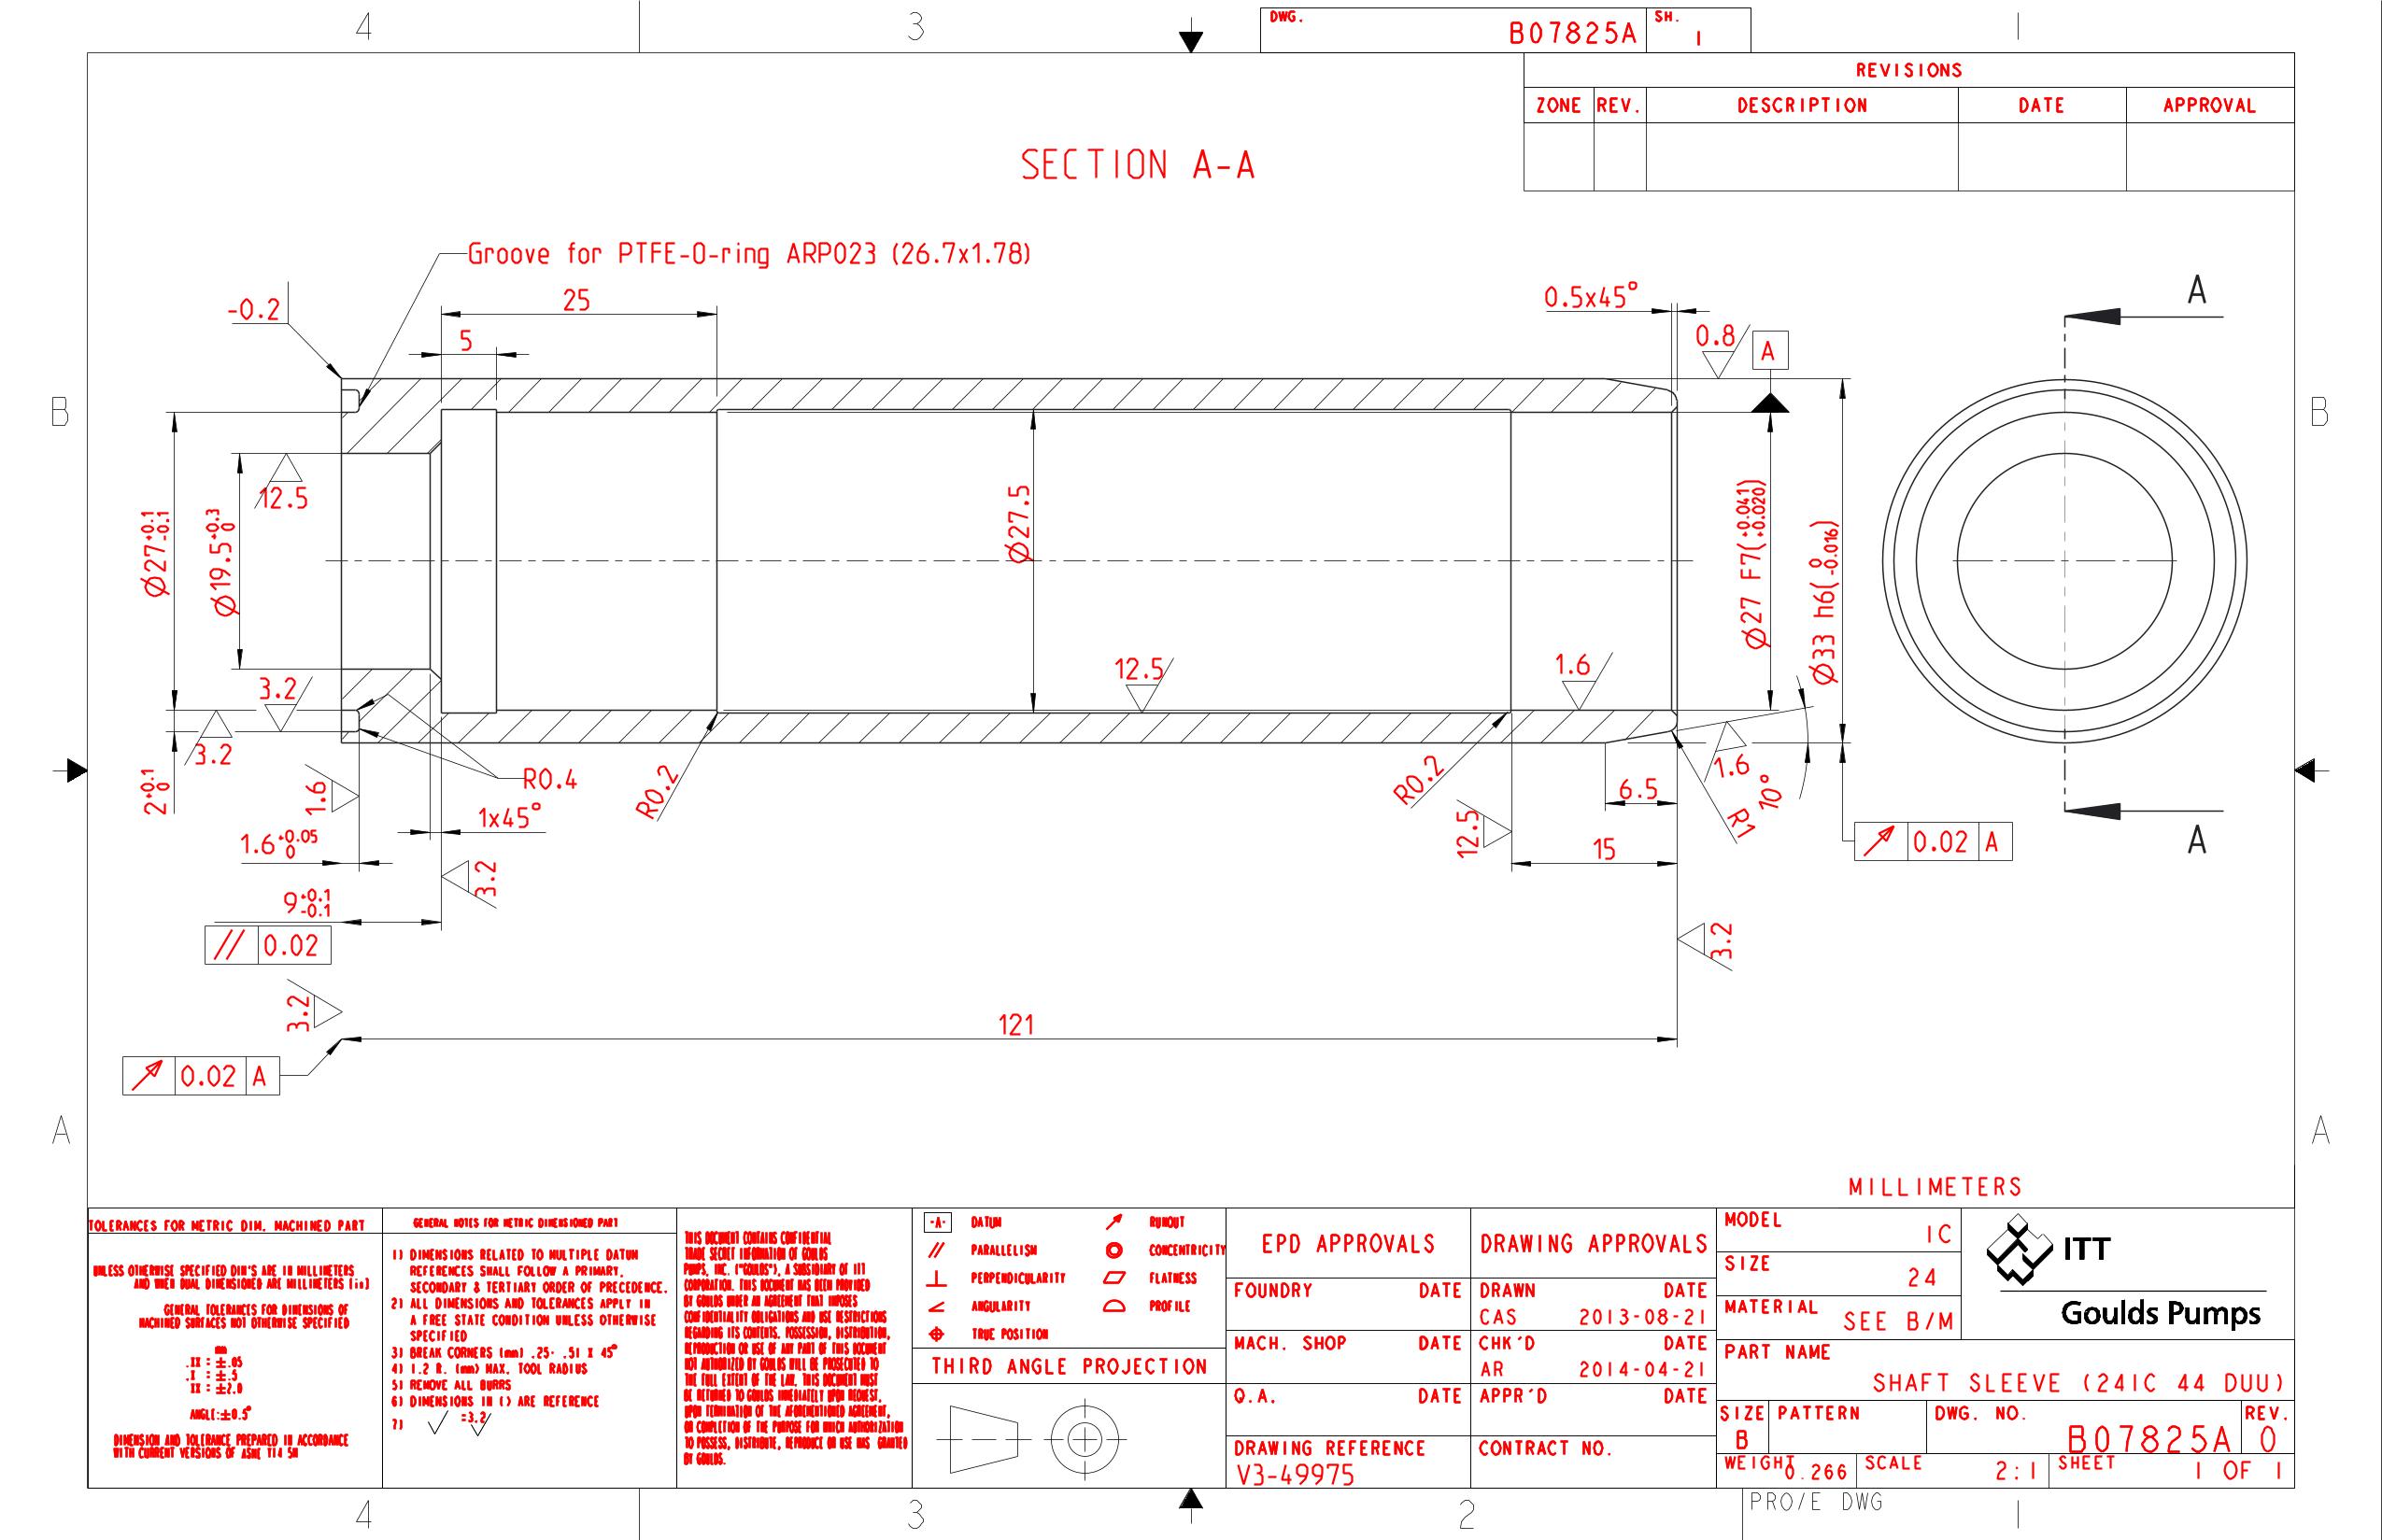 4
3
DWG.
B07825A
SH.
1
REVISIONS
ZONE
REV.
DESCRIPTION
DATE
APPROVAL
SECTION A-A
Groove for PTFE-O-ring ARP023 (26.7x1.78)
-0.2
25
5
0.5x45°
0.8
A
A
B
B
12.5
Ø27+0.1 -0.1
Ø19.5+0.3 0
Ø27.5
Ø27 F7(+0.041 +0.020)
Ø33 h6(0 -0.016)
12.5
1.6
3.2
3.2
2+0.1 0
1.6
R0.4
R0.2
R0.2
1.6
10°
R1
6.5
1x45°
1.6+0.05 0
12.5
15
0.02 A
A
3.2
9+0.1 -0.1
// 0.02
3.2
3.2
121
0.02 A
A
A
MILLIMETERS
TOLERANCES FOR METRIC DIM. MACHINED PART
UNLESS OTHERWISE SPECIFIED DIM'S ARE IN MILLIMETERS
AND WHEN DUAL DIMENSIONED ARE MILLIMETERS [in]
GENERAL TOLERANCES FOR DIMENSIONS OF
MACHINED SURFACES NOT OTHERWISE SPECIFIED
mm
.XX : ±.05
.X : ±.5
XX : ±2.0
ANGLE:±0.5°
DIMENSION AND TOLERANCE PREPARED IN ACCORDANCE
WITH CURRENT VERSIONS OF ASME Y14.5M
GENERAL NOTES FOR METRIC DIMENSIONED PART
1) DIMENSIONS RELATED TO MULTIPLE DATUM
REFERENCES SHALL FOLLOW A PRIMARY,
SECONDARY & TERTIARY ORDER OF PRECEDENCE.
2) ALL DIMENSIONS AND TOLERANCES APPLY IN
A FREE STATE CONDITION UNLESS OTHERWISE
SPECIFIED
3) BREAK CORNERS (mm) .25- .51 X 45°
4) 1.2 R. (mm) MAX. TOOL RADIUS
5) REMOVE ALL BURRS
6) DIMENSIONS IN () ARE REFERENCE
7) =3.2
THIS DOCUMENT CONTAINS CONFIDENTIAL
TRADE SECRET INFORMATION OF GOULDS
PUMPS, INC. ("GOULDS"), A SUBSIDIARY OF ITT
CORPORATION. THIS DOCUMENT HAS BEEN PROVIDED
BY GOULDS UNDER AN AGREEMENT THAT IMPOSES
CONFIDENTIALITY OBLIGATIONS AND USE RESTRICTIONS
REGARDING ITS CONTENTS. POSSESSION, DISTRIBUTION,
REPRODUCTION OR USE OF ANY PART OF THIS DOCUMENT
NOT AUTHORIZED BY GOULDS WILL BE PROSECUTED TO
THE FULL EXTENT OF THE LAW. THIS DOCUMENT MUST
BE RETURNED TO GOULDS IMMEDIATELY UPON REQUEST,
UPON TERMINATION OF THE AFOREMENTIONED AGREEMENT,
OR COMPLETION OF THE PURPOSE FOR WHICH AUTHORIZATION
TO POSSESS, DISTRIBUTE, REPRODUCE OR USE WAS GRANTED
BY GOULDS.
-A- DATUM
RUNOUT
PARALLELISM
CONCENTRICITY
PERPENDICULARITY
FLATNESS
ANGULARITY
PROFILE
TRUE POSITION
THIRD ANGLE PROJECTION
EPD APPROVALS
FOUNDRY DATE
MACH. SHOP DATE
Q.A. DATE
DRAWING REFERENCE
V3-49975
DRAWING APPROVALS
DRAWN DATE
CAS 2013-08-21
CHK'D DATE
AR 2014-04-21
APPR'D DATE
CONTRACT NO.
MODEL
IC
SIZE
24
MATERIAL
SEE B/M
ITT
Goulds Pumps
PART NAME
SHAFT SLEEVE (24IC 44 DUU)
SIZE
B
PATTERN
DWG. NO.
B07825A
REV.
0
WEIGHT
0.266
SCALE
2:1
SHEET
1 OF 1
4
3
2
PRO/E DWG